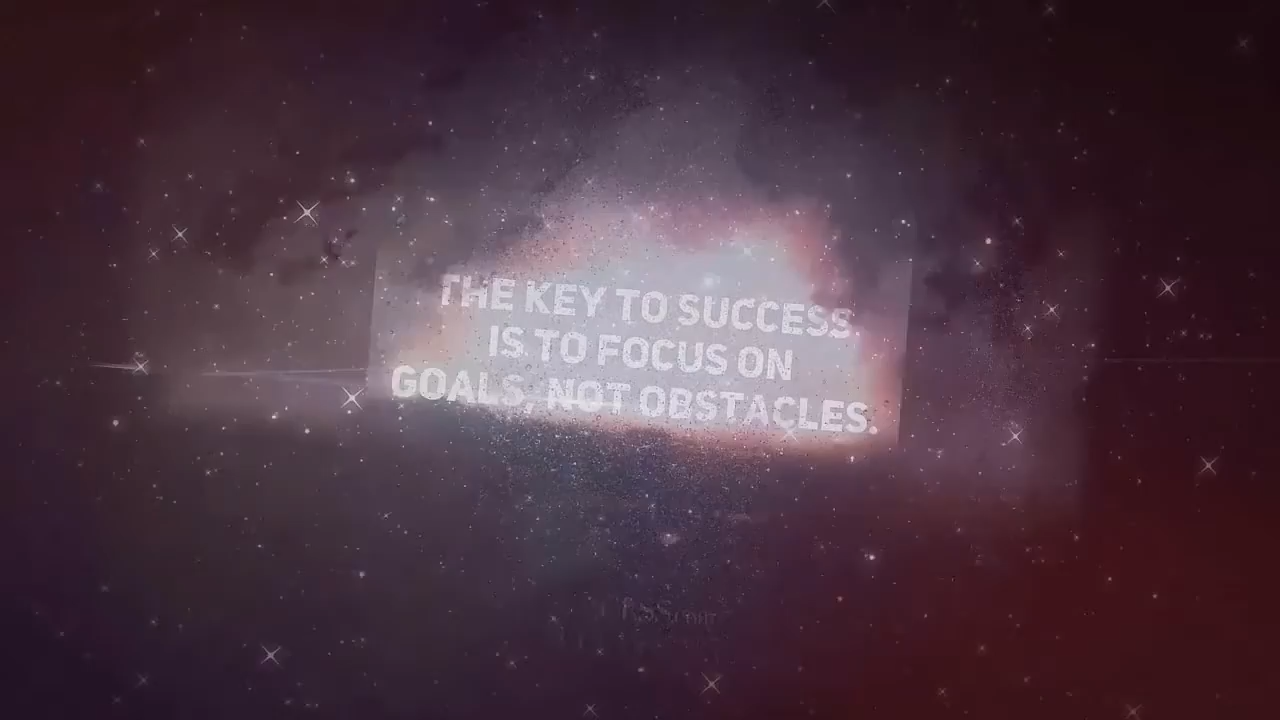 THE KEY TO SUCCESS.
IS TO FOCUS ON
GOALS, NOT OBSTACLES.